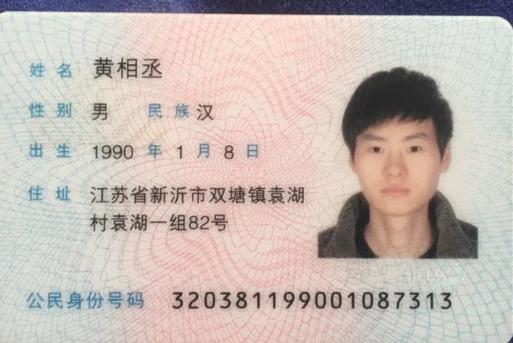 姓名 黄相丞
性别 男 民族 汉
出生 1990 年 1 月 8 日
住址 江苏省新沂市双塘镇袁湖
村袁湖一组82号
公民身份号码 320381199001087313